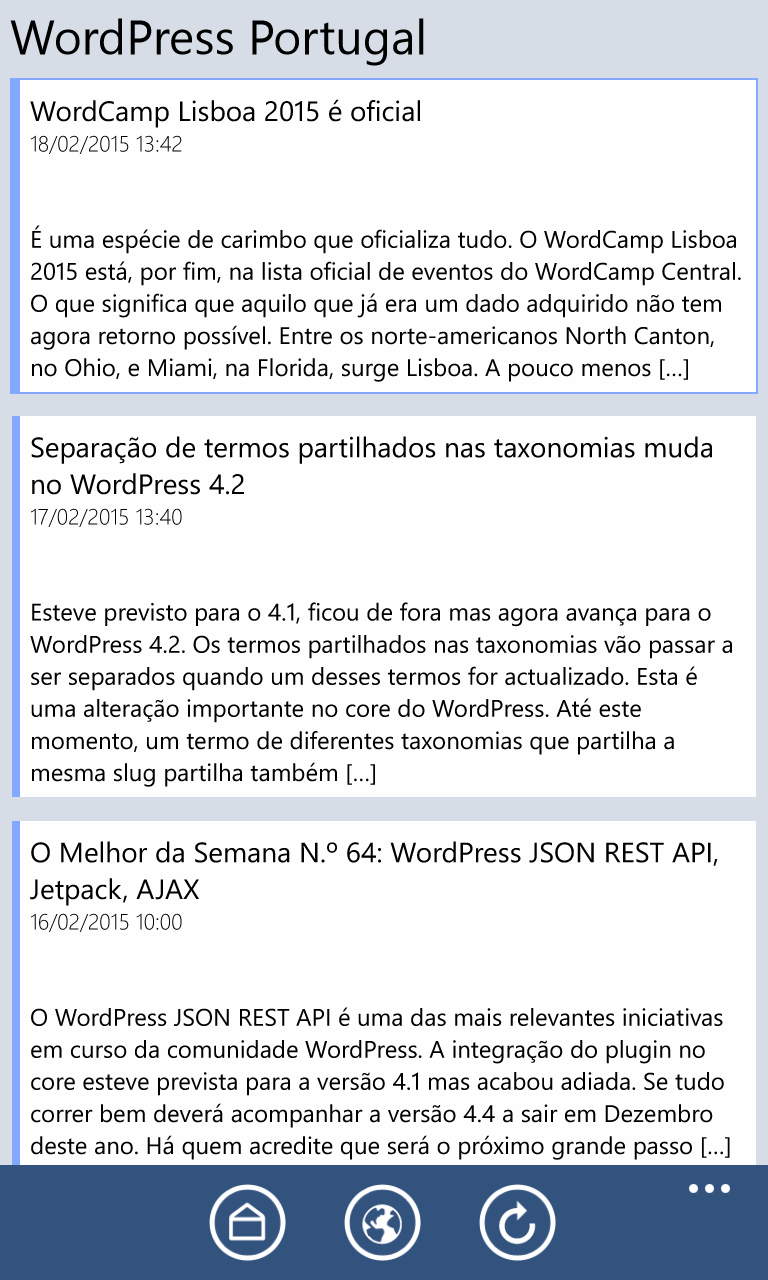 WordPress Portugal
WordCamp Lisboa 2015 é oficial
18/02/2015 13:42
É uma espécie de carimbo que oficializa tudo. O WordCamp Lisboa
2015 está, por fim, na lista oficial de eventos do WordCamp Central.
O que significa que aquilo que já era um dado adquirido não tem
agora retorno possível. Entre os norte-americanos North Canton,
no Ohio, e Miami, na Florida, surge Lisboa. A pouco menos [...]
Separação de termos partilhados nas taxonomias muda
no WordPress 4.2
17/02/2015 13:40
Esteve previsto para o 4.1, ficou de fora mas agora avança para o
WordPress 4.2. Os termos partilhados nas taxonomias vão passar a
ser separados quando um desses termos for actualizado. Esta é
uma alteração importante no core do WordPress. Até este
momento, um termo de diferentes taxonomias que partilha a
mesma slug partilha também [...]
O Melhor da Semana N.º 64: WordPress JSON REST API,
Jetpack, AJAX
16/02/2015 10:00
O WordPress JSON REST API é uma das mais relevantes iniciativas
em curso da comunidade WordPress. A integração do plugin no
core esteve prevista para a versão 4.1 mas acabou adiada. Se tudo
correr bem deverá acompanhar a versão 4.4 a sair em Dezembro
deste ano. Há quem acredite que será o próximo grande passo [...]